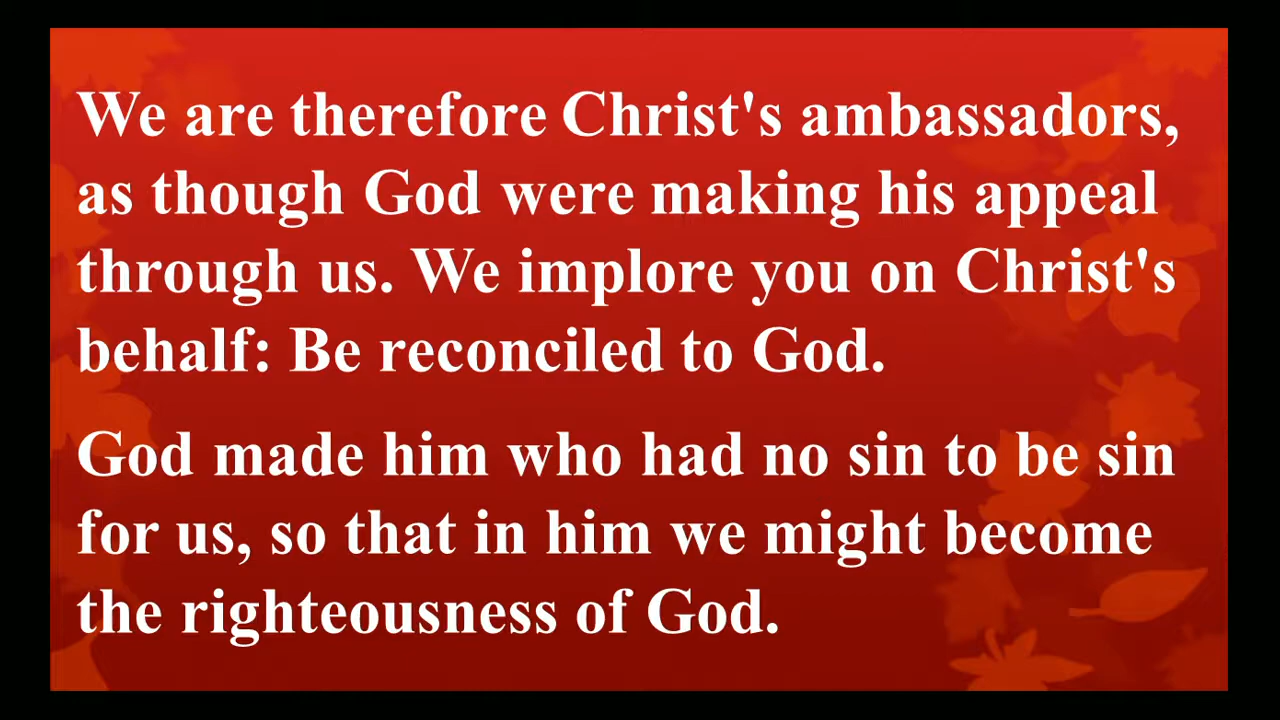 We are therefore Christ's ambassadors,
as though God were making his appeal
through us. We implore you on Christ's
behalf: Be reconciled to God.
God made him who had no sin to be sin
for us, so that in him we might become
the righteousness of God.